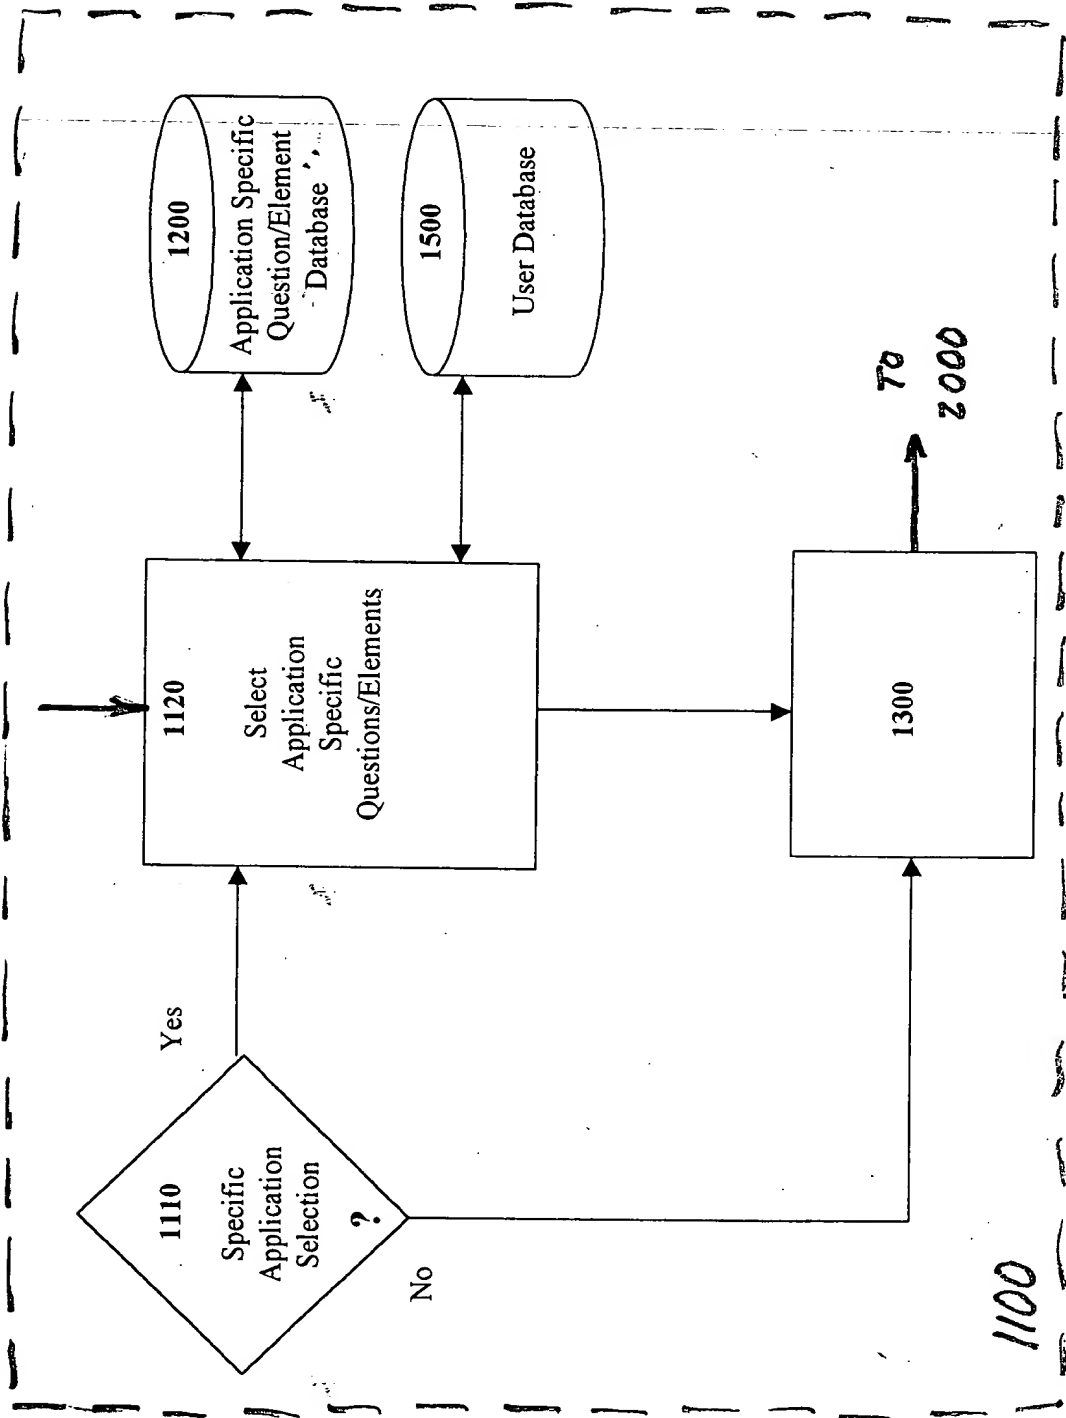 1110
Specific
Application
Selection
?
Yes
No
1120
Select
Application
Specific
Questions/Elements
1200
Application Specific
Question/Element
Database
1500
User Database
1300
To
2000
1100